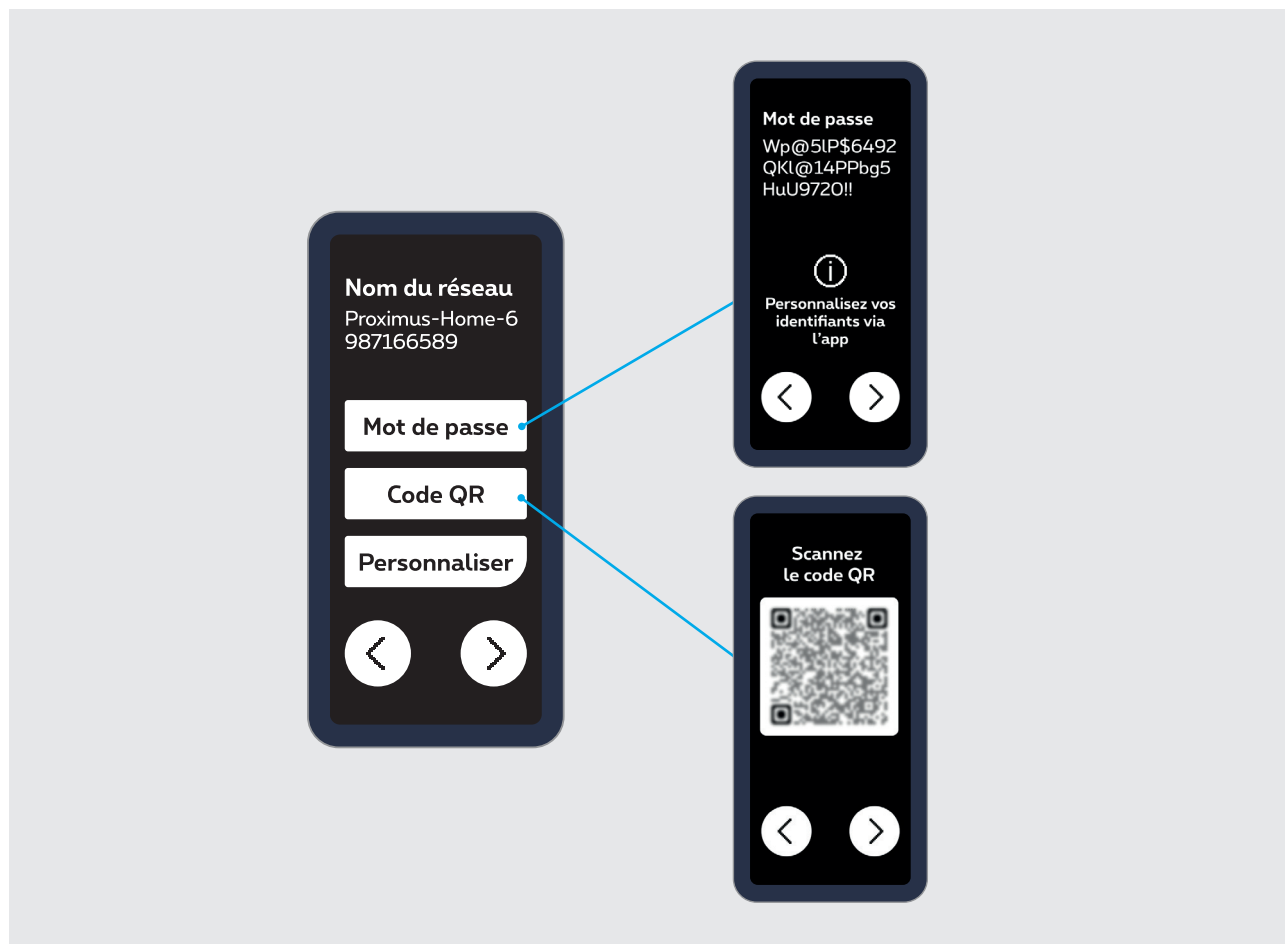 Nom du réseau
Proximus-Home-6
987166589
Mot de passe
Code QR
Personnaliser
Mot de passe
Wp@5lP$6492
QKl@14PPbg5
HuU972O!!
Personnalisez vos
identifiants via
l'app
Scannez
le code QR